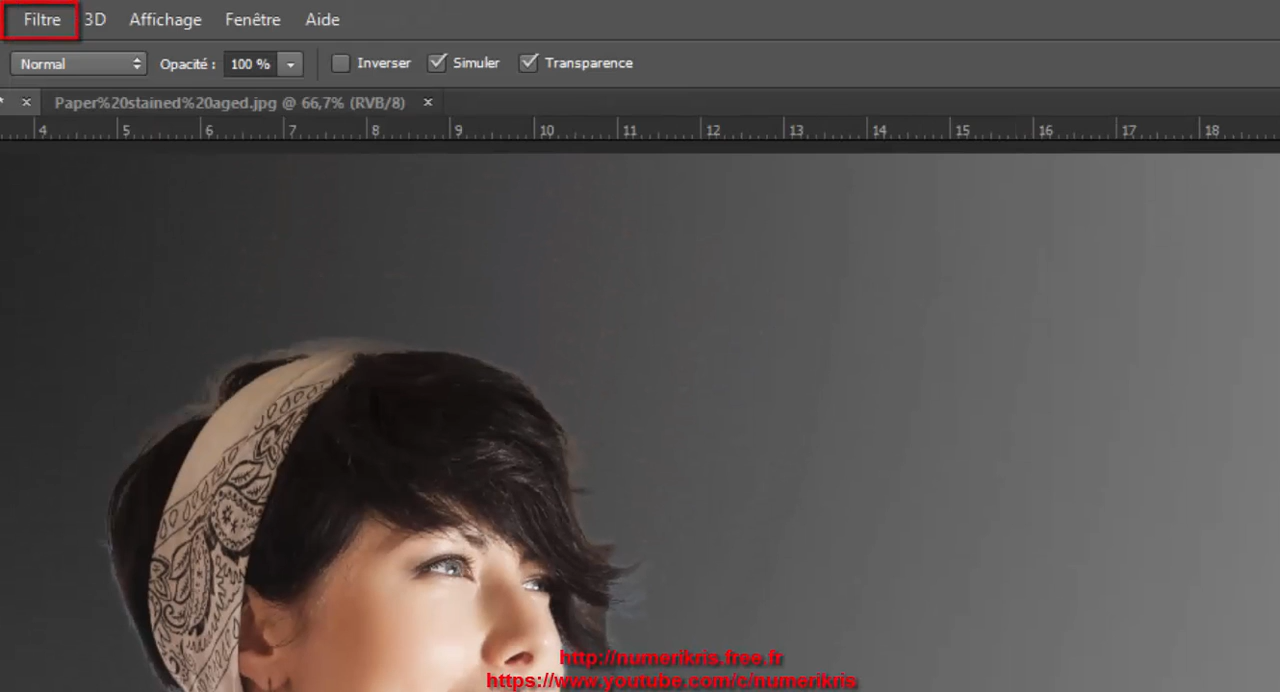 Filtre 3D Affichage Fenêtre Aide
Normal Opacité : 100 % Inverser Simuler Transparence
* × Paper%20stained%20aged.jpg @ 66,7% (RVB/8) ×
4 5 6 7 8 9 10 11 12 13 14 15 16 17 18
http://numerikris.free.fr
https://www.youtube.com/c/numerikris